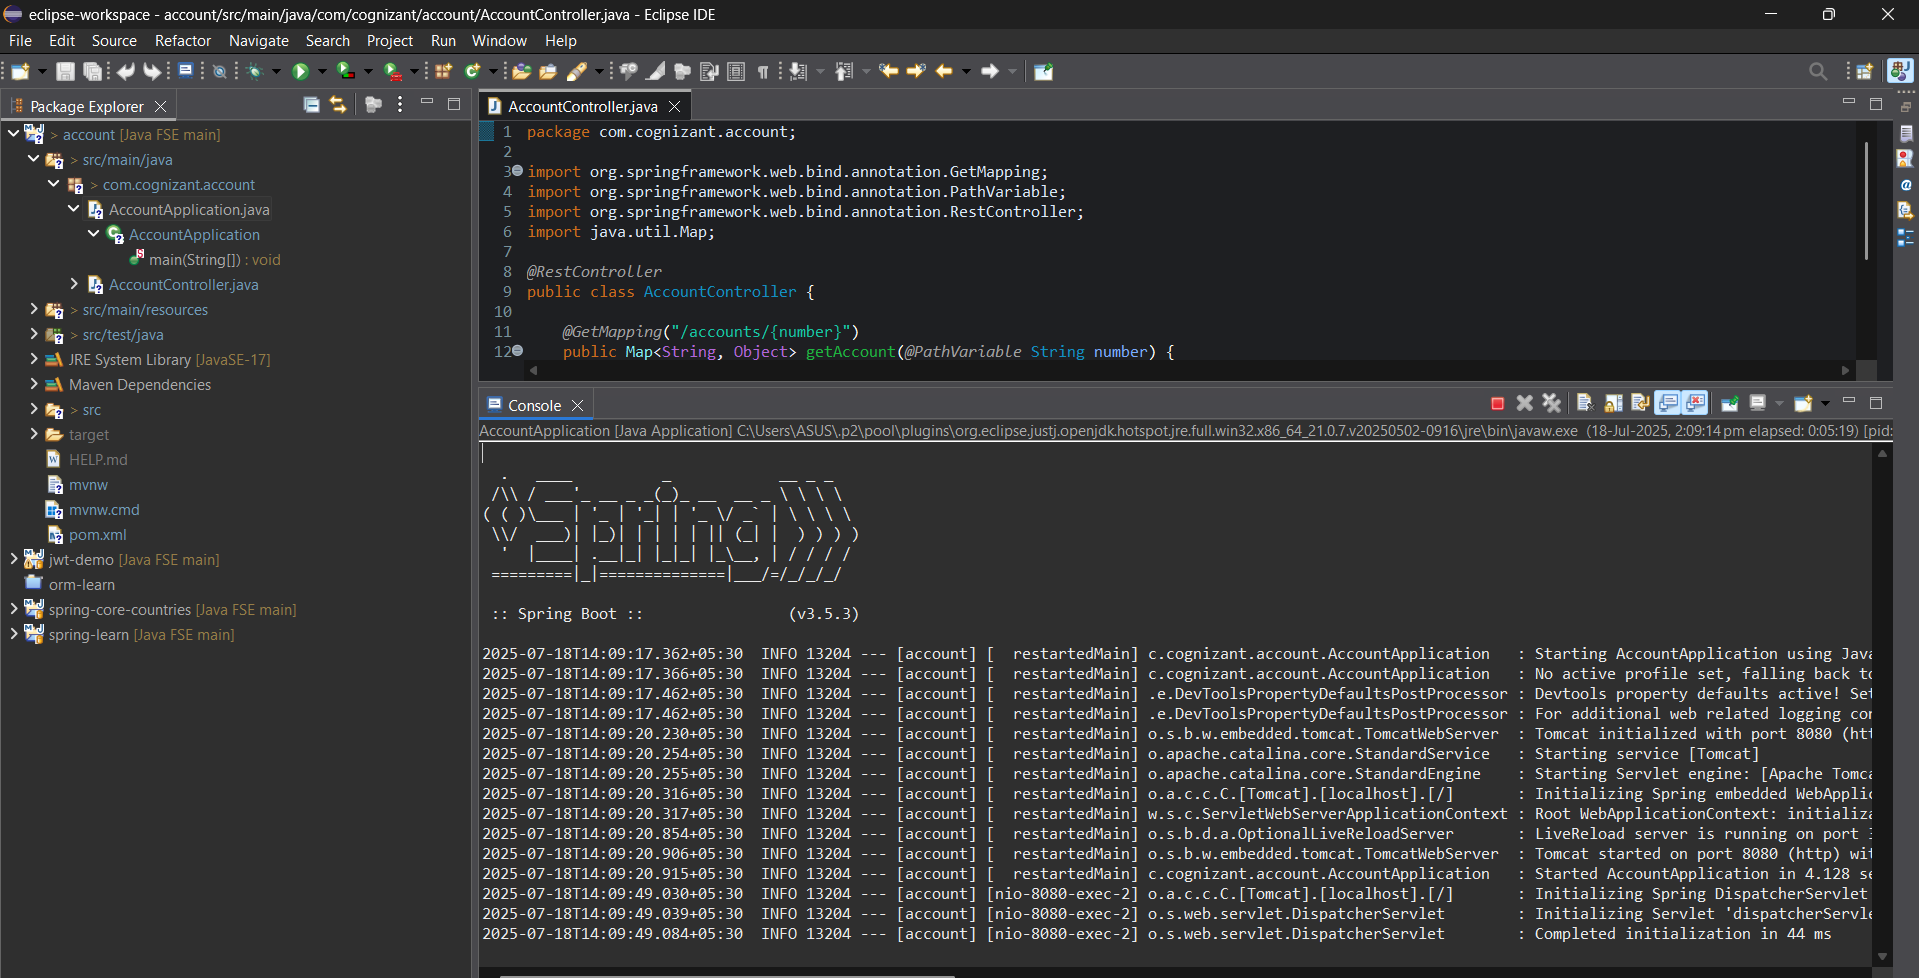 eclipse-workspace - account/src/main/java/com/cognizant/account/AccountController.java - Eclipse IDE
File Edit Source Refactor Navigate Search Project Run Window Help
Package Explorer
> account [Java FSE main]
> src/main/java
> com.cognizant.account
AccountApplication.java
AccountApplication
main(String[]) : void
AccountController.java
> src/main/resources
> src/test/java
JRE System Library [JavaSE-17]
Maven Dependencies
> src
target
HELP.md
mvnw
mvnw.cmd
pom.xml
jwt-demo [Java FSE main]
orm-learn
spring-core-countries [Java FSE main]
spring-learn [Java FSE main]
AccountController.java
1 package com.cognizant.account;
2
3 import org.springframework.web.bind.annotation.GetMapping;
4 import org.springframework.web.bind.annotation.PathVariable;
5 import org.springframework.web.bind.annotation.RestController;
6 import java.util.Map;
7
8 @RestController
9 public class AccountController {
10
11 @GetMapping("/accounts/{number}")
12 public Map<String, Object> getAccount(@PathVariable String number) {
Console
AccountApplication [Java Application] C:\Users\ASUS\.p2\pool\plugins\org.eclipse.justj.openjdk.hotspot.jre.full.win32.x86_64_21.0.7.v20250502-0916\jre\bin\javaw.exe (18-Jul-2025, 2:09:14 pm elapsed: 0:05:19) [pid:
Spring
:: Spring Boot :: (v3.5.3)
2025-07-18T14:09:17.362+05:30 INFO 13204 --- [account] [ restartedMain] c.cognizant.account.AccountApplication : Starting AccountApplication using Java
2025-07-18T14:09:17.366+05:30 INFO 13204 --- [account] [ restartedMain] c.cognizant.account.AccountApplication : No active profile set, falling back to
2025-07-18T14:09:17.462+05:30 INFO 13204 --- [account] [ restartedMain] .e.DevToolsPropertyDefaultsPostProcessor : Devtools property defaults active! Set
2025-07-18T14:09:17.462+05:30 INFO 13204 --- [account] [ restartedMain] .e.DevToolsPropertyDefaultsPostProcessor : For additional web related logging con
2025-07-18T14:09:20.230+05:30 INFO 13204 --- [account] [ restartedMain] o.s.b.w.embedded.tomcat.TomcatWebServer : Tomcat initialized with port 8080 (htt
2025-07-18T14:09:20.254+05:30 INFO 13204 --- [account] [ restartedMain] o.apache.catalina.core.StandardService : Starting service [Tomcat]
2025-07-18T14:09:20.255+05:30 INFO 13204 --- [account] [ restartedMain] o.apache.catalina.core.StandardEngine : Starting Servlet engine: [Apache Tomca
2025-07-18T14:09:20.316+05:30 INFO 13204 --- [account] [ restartedMain] o.a.c.c.C.[Tomcat].[localhost].[/] : Initializing Spring embedded WebApplic
2025-07-18T14:09:20.317+05:30 INFO 13204 --- [account] [ restartedMain] w.s.c.ServletWebServerApplicationContext : Root WebApplicationContext: initializa
2025-07-18T14:09:20.854+05:30 INFO 13204 --- [account] [ restartedMain] o.s.b.d.a.OptionalLiveReloadServer : LiveReload server is running on port
2025-07-18T14:09:20.906+05:30 INFO 13204 --- [account] [ restartedMain] o.s.b.w.embedded.tomcat.TomcatWebServer : Tomcat started on port 8080 (http) wit
2025-07-18T14:09:20.915+05:30 INFO 13204 --- [account] [ restartedMain] c.cognizant.account.AccountApplication : Started AccountApplication in 4.128 se
2025-07-18T14:09:49.030+05:30 INFO 13204 --- [account] [nio-8080-exec-2] o.a.c.c.C.[Tomcat].[localhost].[/] : Initializing Spring DispatcherServlet
2025-07-18T14:09:49.039+05:30 INFO 13204 --- [account] [nio-8080-exec-2] o.s.web.servlet.DispatcherServlet : Initializing Servlet 'dispatcherServle
2025-07-18T14:09:49.084+05:30 INFO 13204 --- [account] [nio-8080-exec-2] o.s.web.servlet.DispatcherServlet : Completed initialization in 44 ms